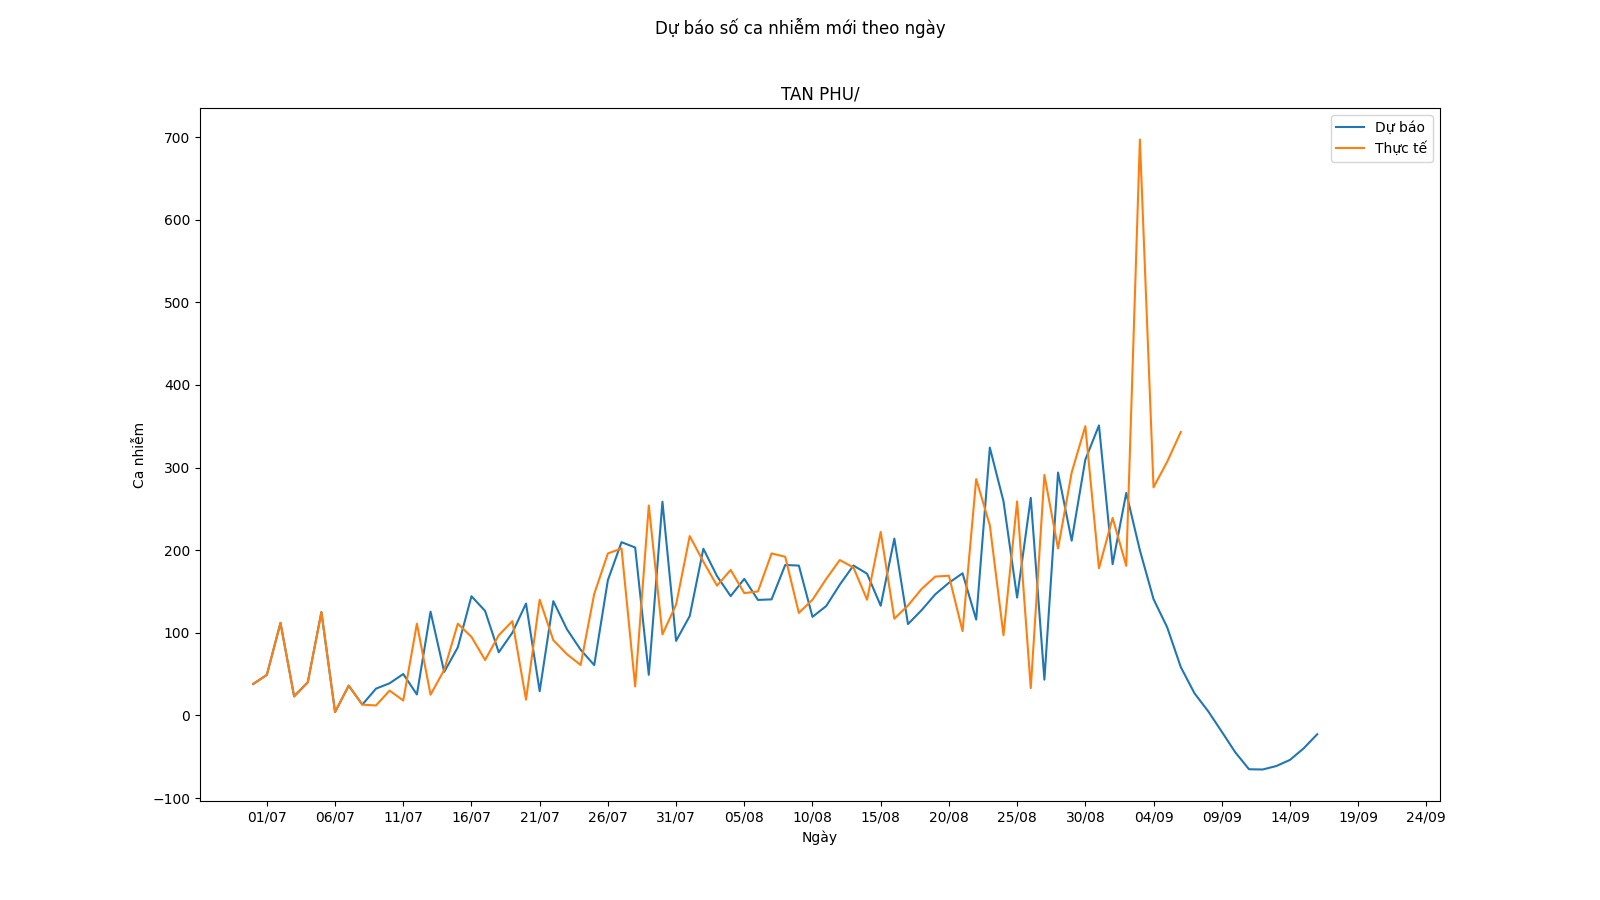 Dự báo số ca nhiễm mới theo ngày
TAN PHU/
Dự báo
Thực tế
700
600
500
400
300
200
100
0
−100
Ca nhiễm
01/07 06/07 11/07 16/07 21/07 26/07 31/07 05/08 10/08 15/08 20/08 25/08 30/08 04/09 09/09 14/09 19/09 24/09
Ngày